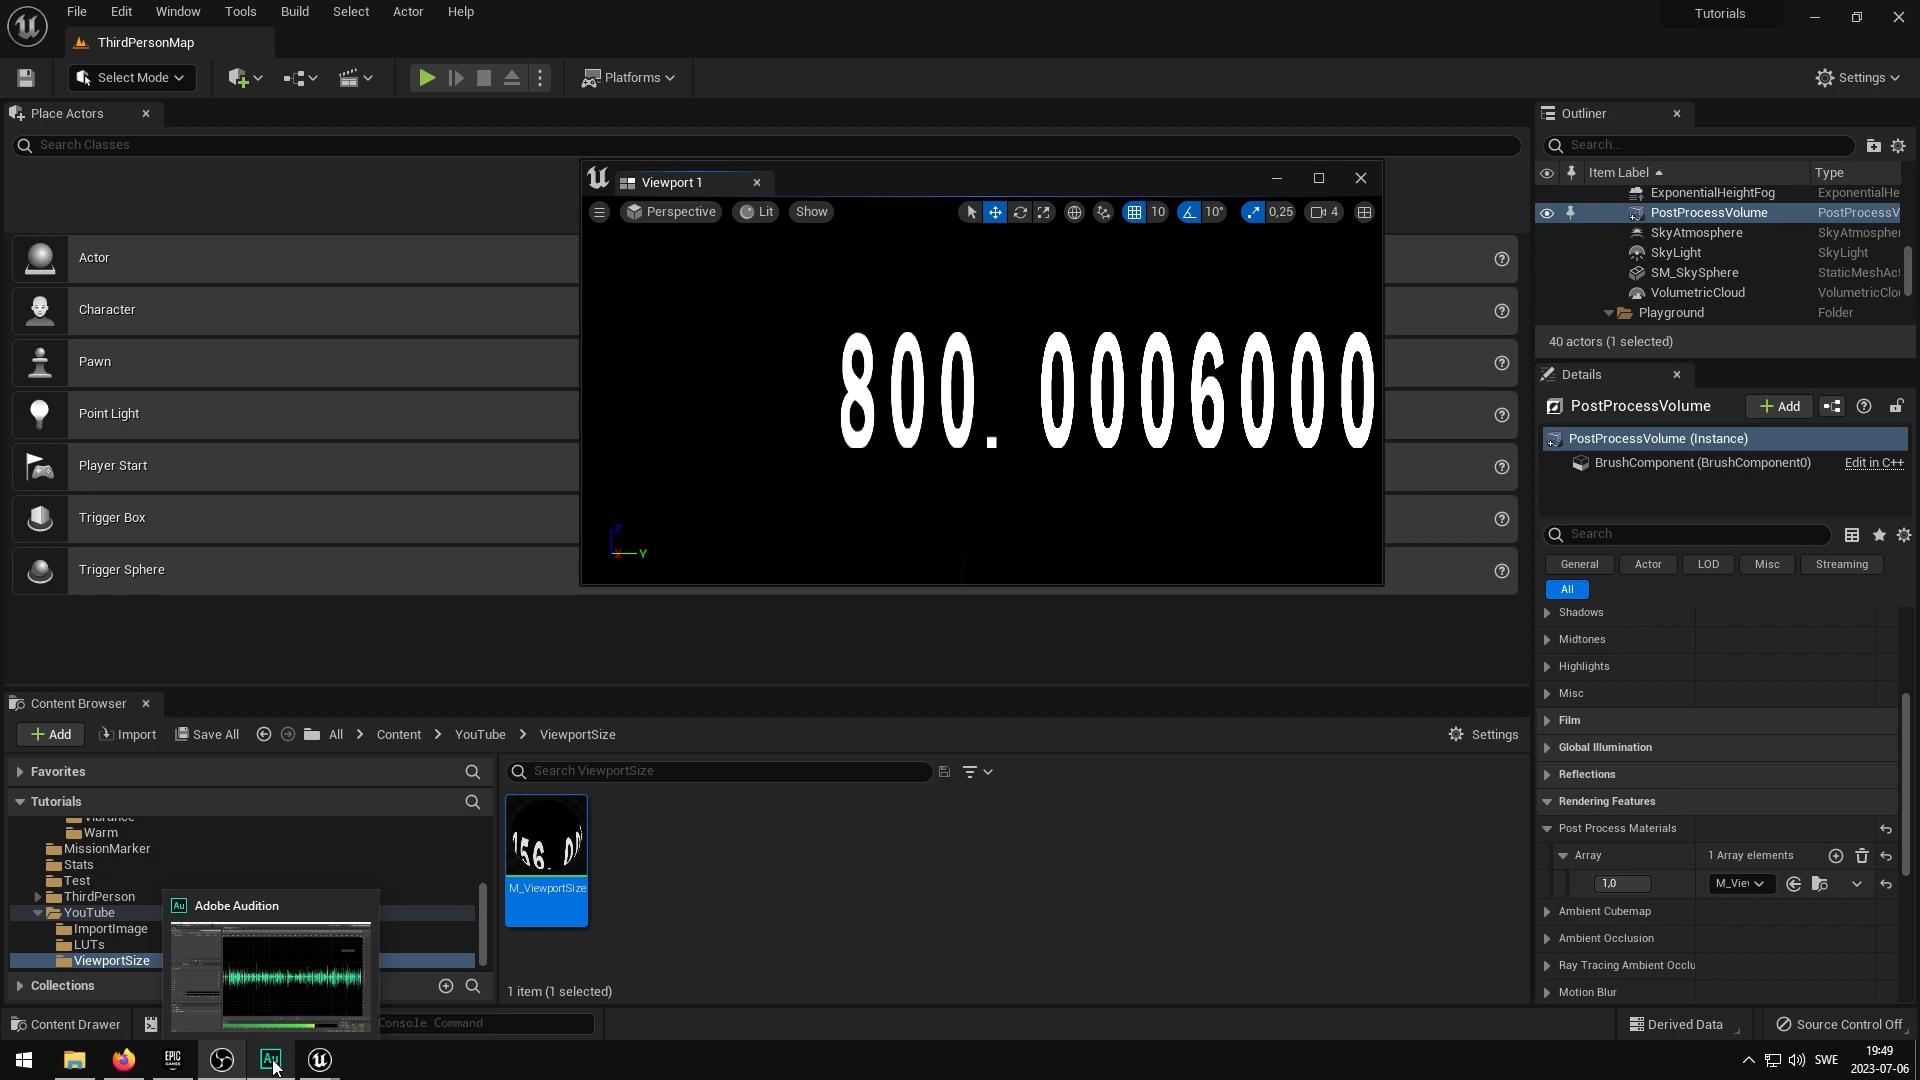 File Edit Window Tools Build Select Actor Help
Tutorials
ThirdPersonMap
Select Mode
Platforms
Settings
Place Actors
Search Classes
Actor
Character
Pawn
Point Light
Player Start
Trigger Box
Trigger Sphere
Viewport 1
Perspective Lit Show 10 10° 0,25 4
800. 0006000
Z
X Y
Outliner
Search...
Item Label Type
ExponentialHeightFog ExponentialHe
PostProcessVolume PostProcessV
SkyAtmosphere SkyAtmospher
SkyLight SkyLight
SM_SkySphere StaticMeshAct
VolumetricCloud VolumetricClou
Playground Folder
40 actors (1 selected)
Details
PostProcessVolume Add
PostProcessVolume (Instance)
BrushComponent (BrushComponent0) Edit in C++
Search
General Actor LOD Misc Streaming
All
Shadows
Midtones
Highlights
Misc
Film
Global Illumination
Reflections
Rendering Features
Post Process Materials
Array 1 Array elements
1,0 M_Viev
Ambient Cubemap
Ambient Occlusion
Ray Tracing Ambient Occlu
Motion Blur
Content Browser
Add Import Save All All Content YouTube ViewportSize Settings
Favorites
Tutorials
Vibrance
Warm
MissionMarker
Stats
Test
ThirdPerson
YouTube
ImportImage
LUTs
ViewportSize
Collections
Search ViewportSize
M_ViewportSize
1 item (1 selected)
Au Adobe Audition
Content Drawer Console Command Derived Data Source Control Off
EPIC GAMES Au
SWE
19:49
2023-07-06